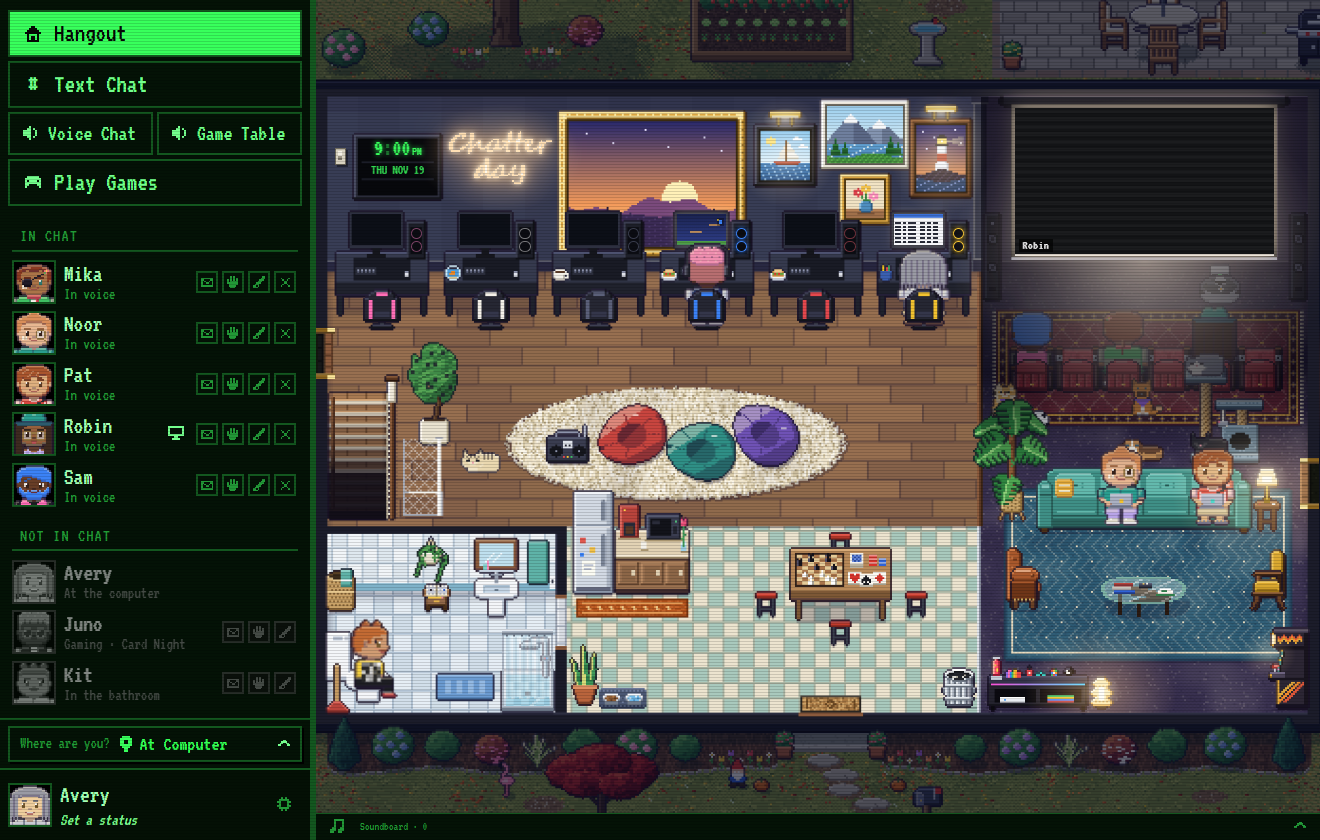 Hangout
# Text Chat
Voice Chat
Game Table
Play Games
IN CHAT
Mika
In voice
Noor
In voice
Pat
In voice
Robin
In voice
Sam
In voice
NOT IN CHAT
Avery
At the computer
Juno
Gaming · Card Night
Kit
In the bathroom
Where are you? At Computer
Avery
Set a status
9:00 PM
THU NOV 19
Chatter
day
Robin
Soundboard · 0